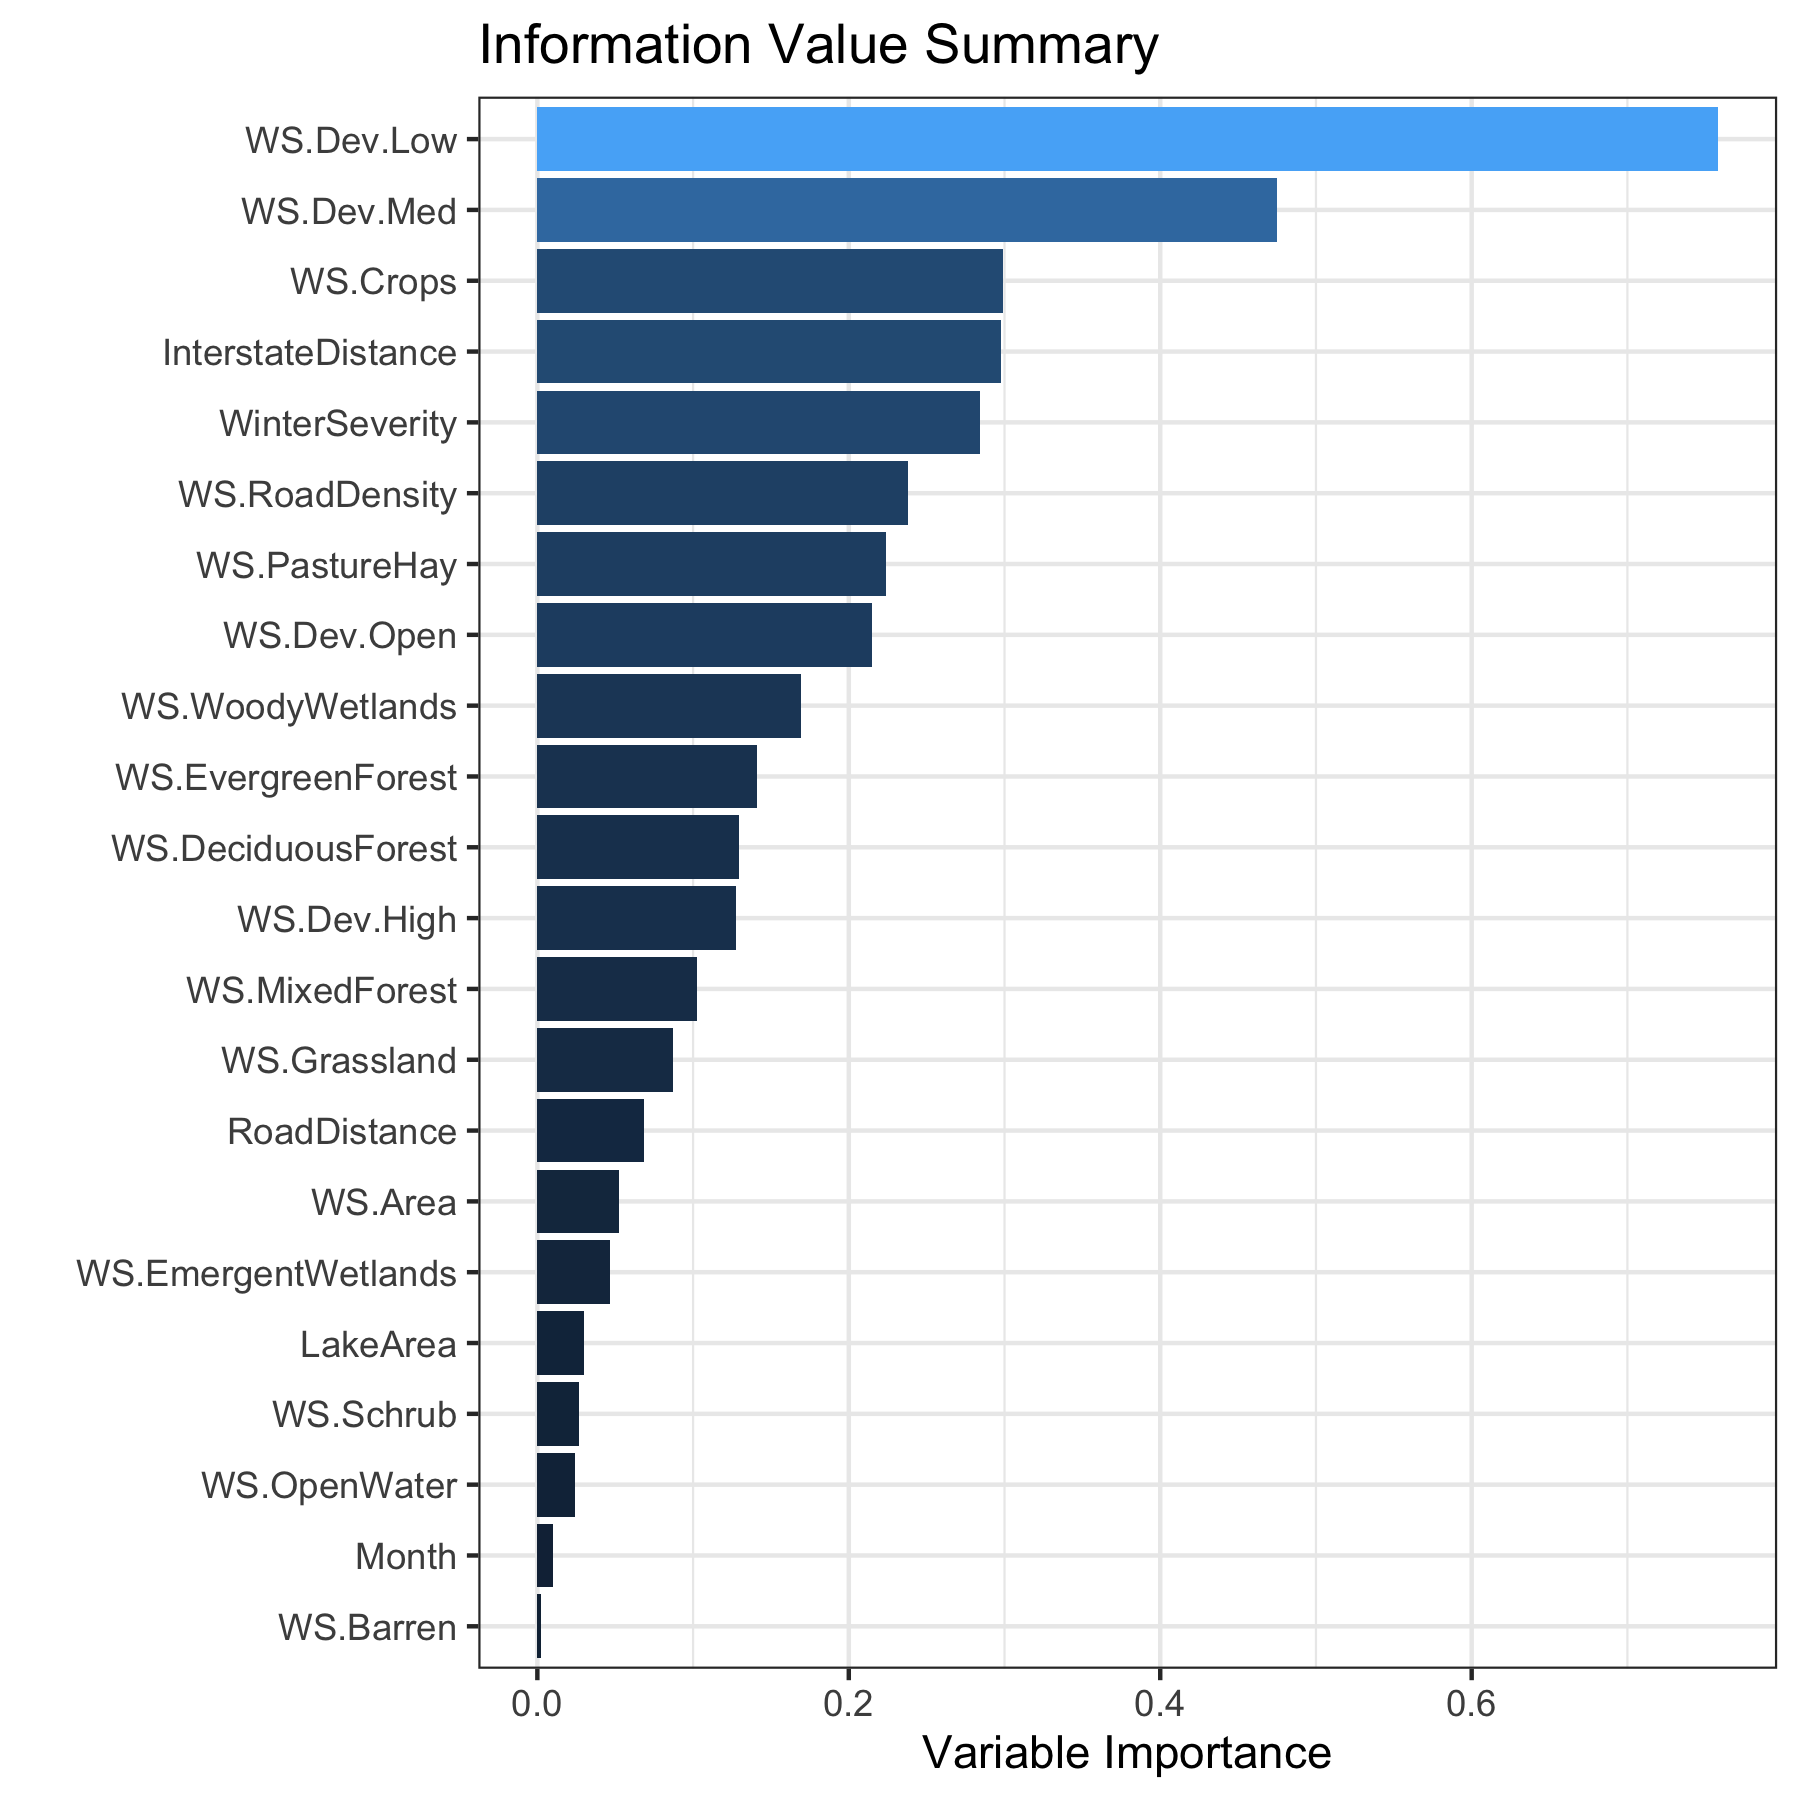 Information Value Summary
WS.Dev.Low
WS.Dev.Med
WS.Crops
InterstateDistance
WinterSeverity
WS.RoadDensity
WS.PastureHay
WS.Dev.Open
WS.WoodyWetlands
WS.EvergreenForest
WS.DeciduousForest
WS.Dev.High
WS.MixedForest
WS.Grassland
RoadDistance
WS.Area
WS.EmergentWetlands
LakeArea
WS.Schrub
WS.OpenWater
Month
WS.Barren
0.0 0.2 0.4 0.6
Variable Importance